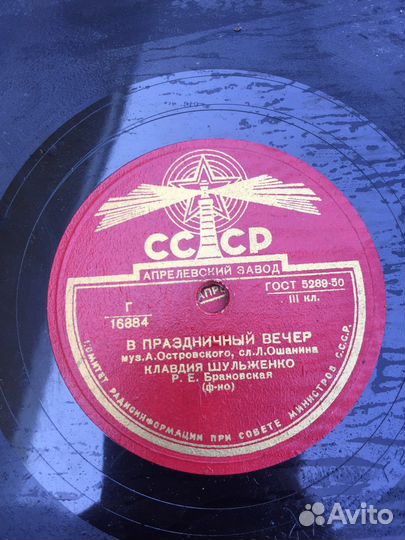 СССР
АПРЕЛЕВСКИЙ ЗАВОД
АПРЕ
ГОСТ 5289-50
III кл.
Г
16884
В ПРАЗДНИЧНЫЙ ВЕЧЕР
муз.А.Островского, сл.Л.Ошанина
КЛАВДИЯ ШУЛЬЖЕНКО
Р. Е. Брановская
(ф-но)
КОМИТЕТ РАДИОИНФОРМАЦИИ ПРИ СОВЕТЕ МИНИСТРОВ СССР.
Avito